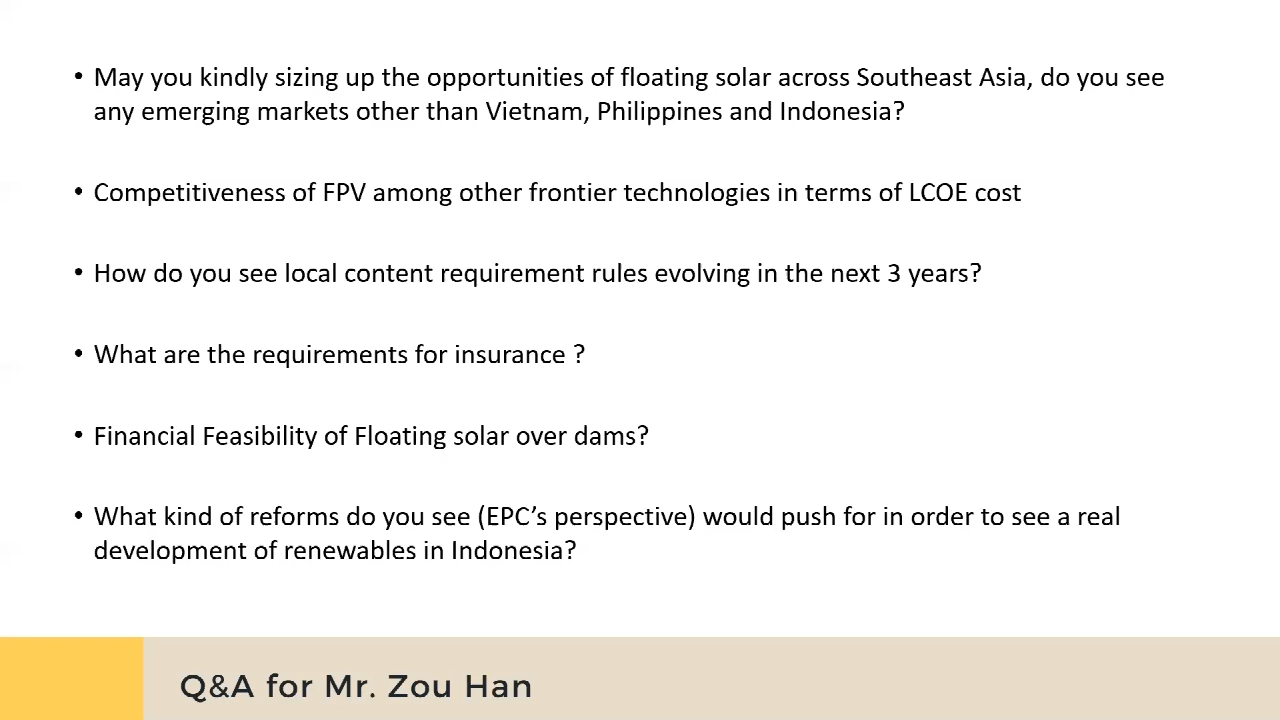 • May you kindly sizing up the opportunities of floating solar across Southeast Asia, do you see
any emerging markets other than Vietnam, Philippines and Indonesia?
• Competitiveness of FPV among other frontier technologies in terms of LCOE cost
• How do you see local content requirement rules evolving in the next 3 years?
• What are the requirements for insurance ?
• Financial Feasibility of Floating solar over dams?
• What kind of reforms do you see (EPC’s perspective) would push for in order to see a real
development of renewables in Indonesia?
Q&A for Mr. Zou Han